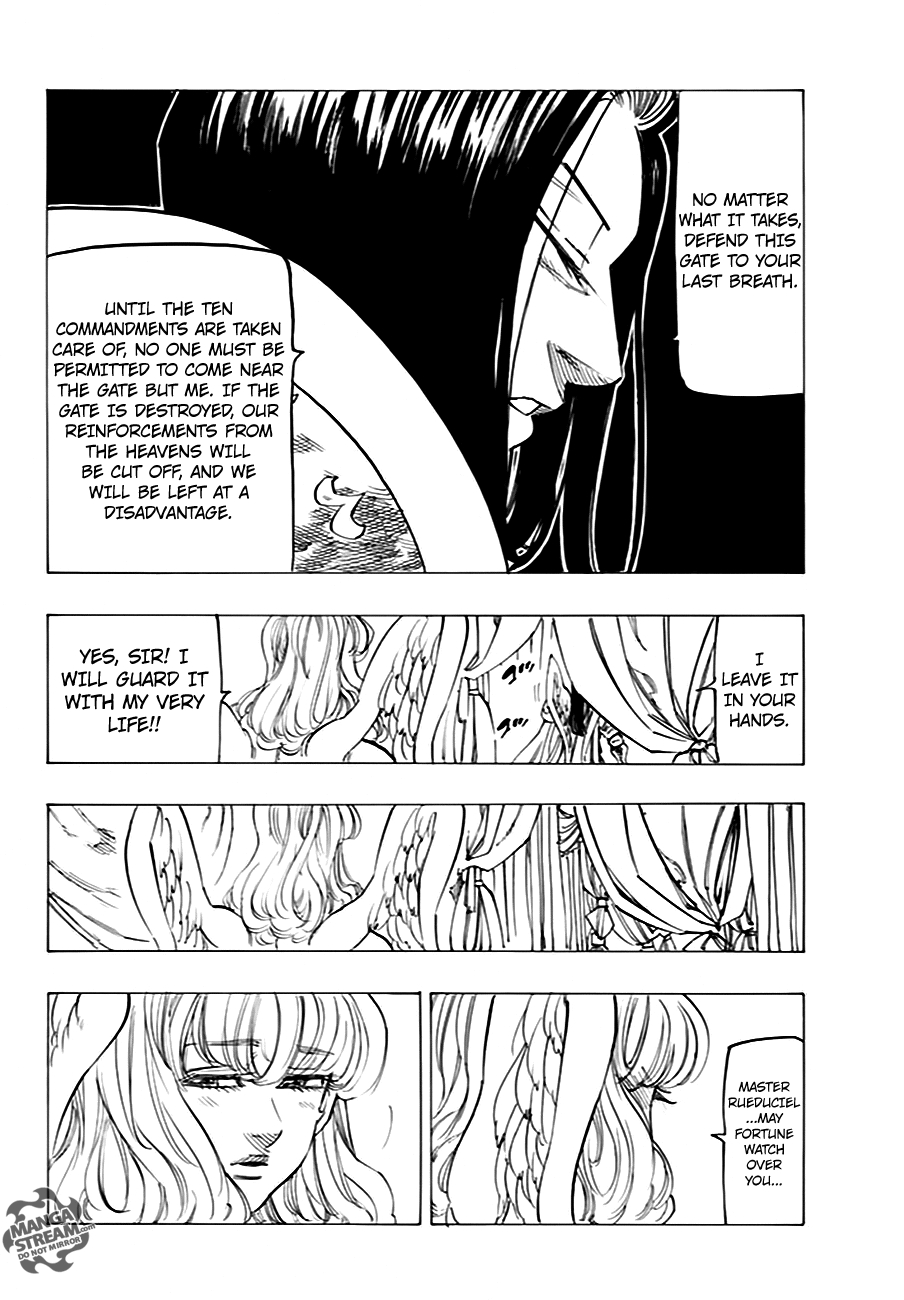 NO MATTER
WHAT IT TAKES,
DEFEND THIS
GATE TO YOUR
LAST BREATH.
UNTIL THE TEN
COMMANDMENTS ARE TAKEN
CARE OF, NO ONE MUST BE
PERMITTED TO COME NEAR
THE GATE BUT ME. IF THE
GATE IS DESTROYED, OUR
REINFORCEMENTS FROM
THE HEAVENS WILL
BE CUT OFF, AND WE
WILL BE LEFT AT A
DISADVANTAGE.
I
LEAVE IT
IN YOUR
HANDS.
YES, SIR! I
WILL GUARD IT
WITH MY VERY
LIFE!!
MASTER
RUEDUCIEL
...MAY
FORTUNE
WATCH
OVER
YOU...
MANGA
STREAM.com
DO NOT MIRROR